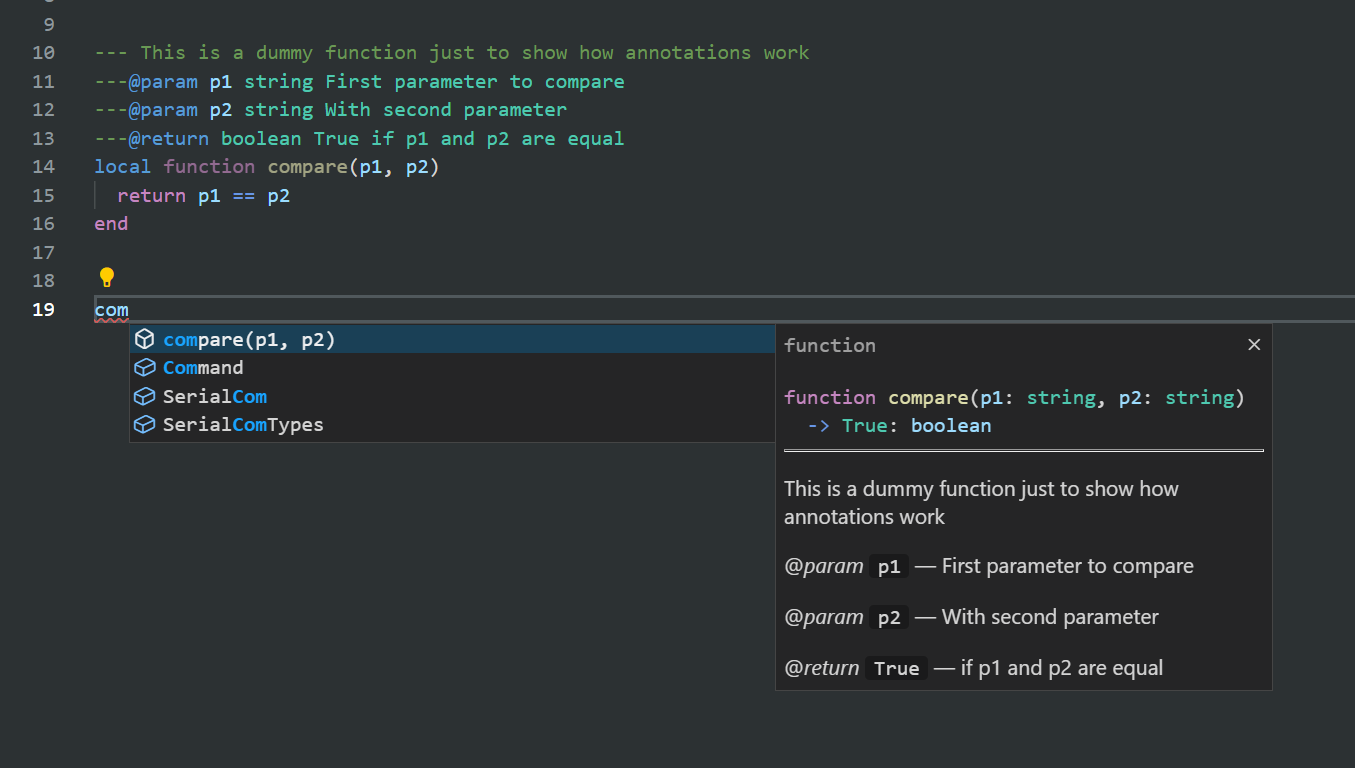 9
10 --- This is a dummy function just to show how annotations work
11 ---@param p1 string First parameter to compare
12 ---@param p2 string With second parameter
13 ---@return boolean True if p1 and p2 are equal
14 local function compare(p1, p2)
15 return p1 == p2
16 end
17
18
19 com
compare(p1, p2)
Command
SerialCom
SerialComTypes
function ×
function compare(p1: string, p2: string)
-> True: boolean
This is a dummy function just to show how
annotations work
@param p1 — First parameter to compare
@param p2 — With second parameter
@return True — if p1 and p2 are equal